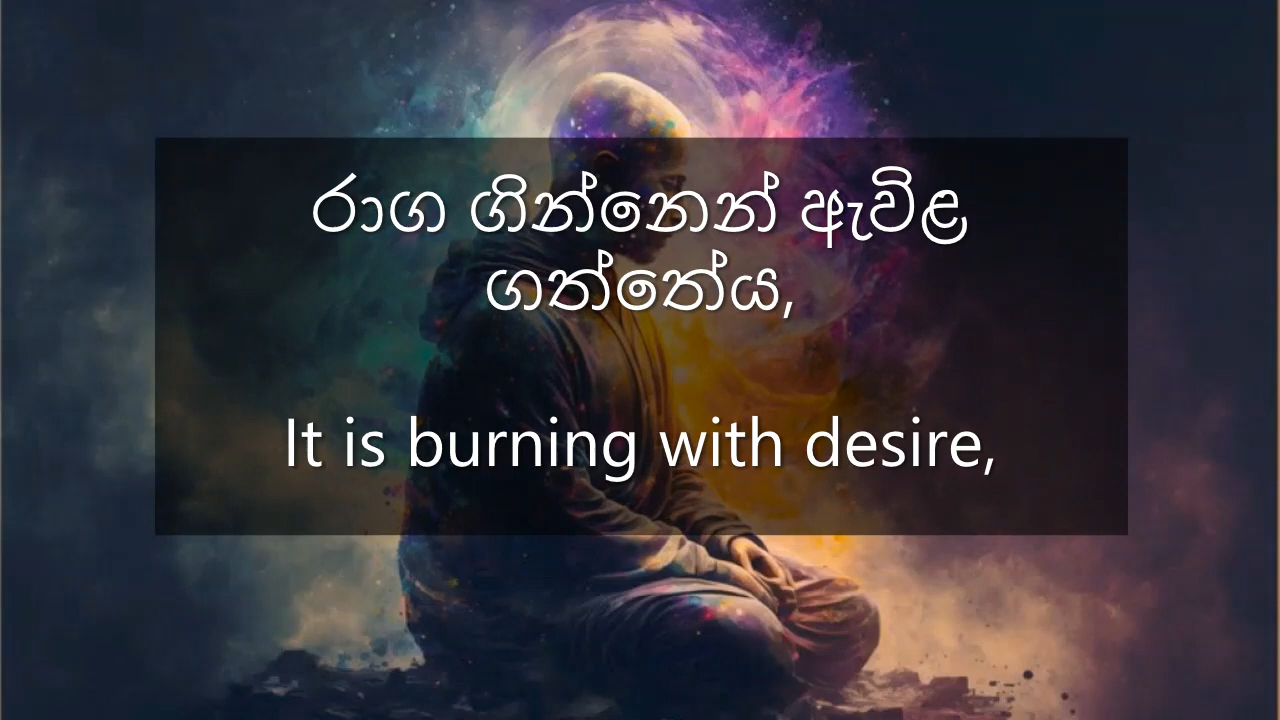 රාග ගින්නෙන් ඇවිළ
ගත්තේය,
It is burning with desire,